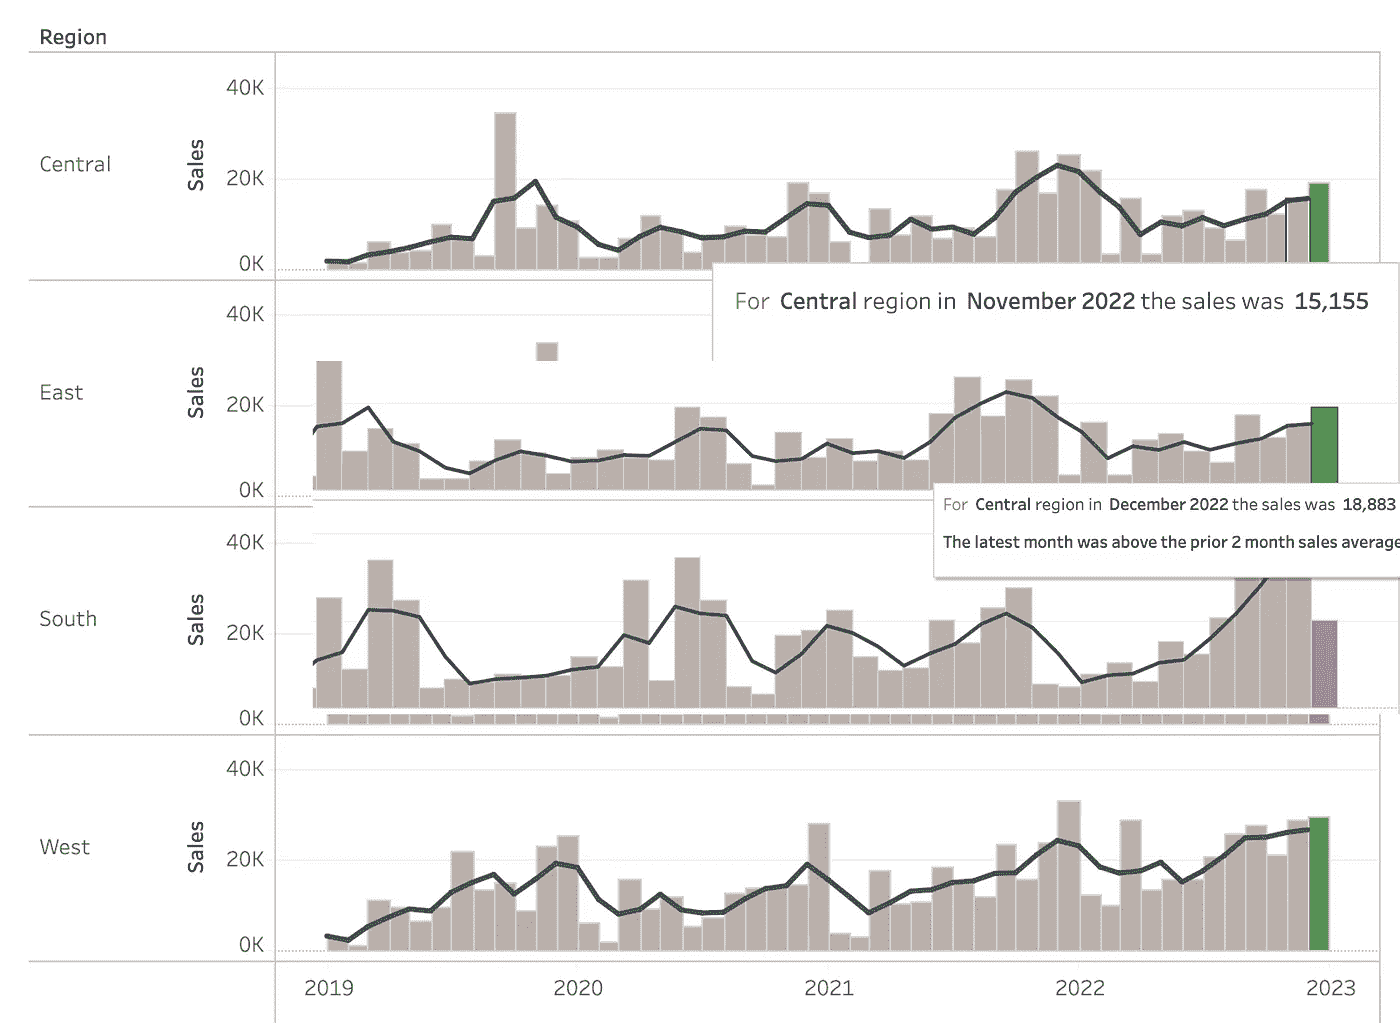 Region
Central
Sales
40K
20K
0K
For Central region in November 2022 the sales was 15,155
East
Sales
40K
20K
0K
For Central region in December 2022 the sales was 18,883
The latest month was above the prior 2 month sales average
South
Sales
40K
20K
0K
West
Sales
40K
20K
0K
2019 2020 2021 2022 2023